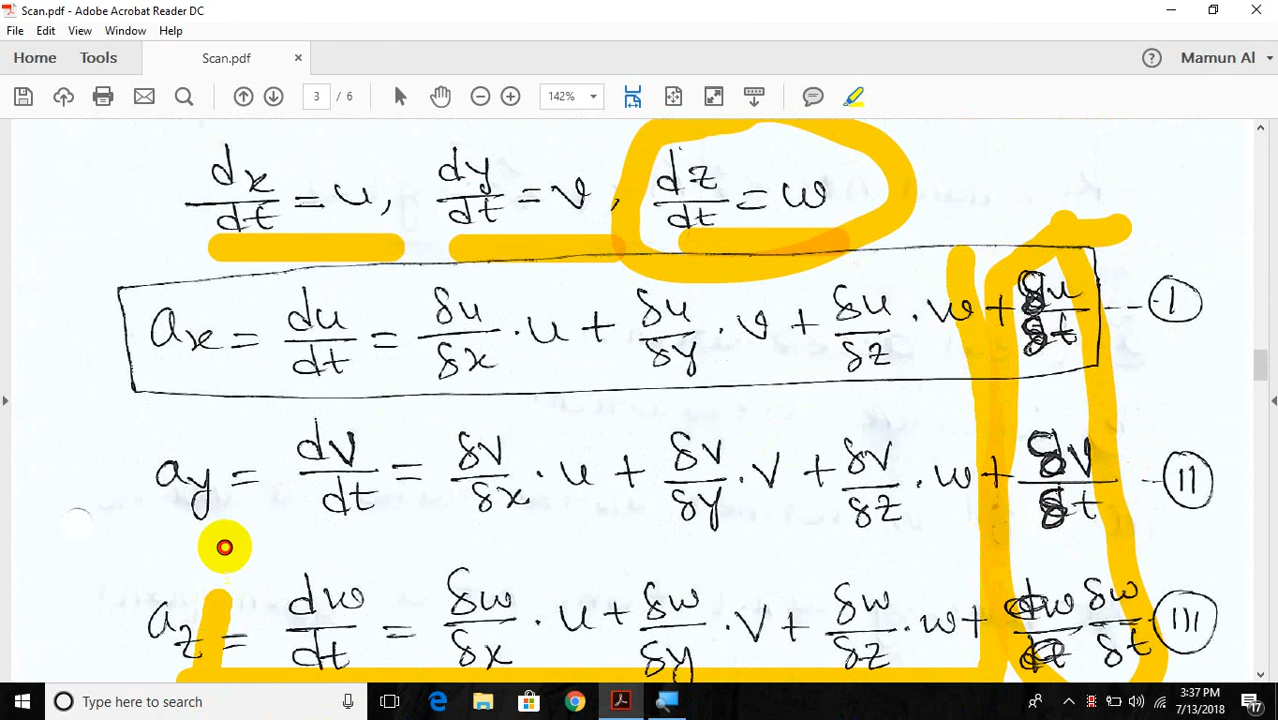 Scan.pdf - Adobe Acrobat Reader DC
File Edit View Window Help
Home Tools Scan.pdf × Mamun Al
3 / 6 142%
dx/dt = u, dy/dt = v, dz/dt = w
ax = du/dt = δu/δx · u + δu/δy · v + δu/δz · w + δu/δt -- I
ay = dv/dt = δv/δx · u + δv/δy · v + δv/δz · w + δv/δt -- II
az = dw/dt = δw/δx · u + δw/δy · v + δw/δz · w + δw/δt III
Type here to search
3:37 PM
7/13/2018
17